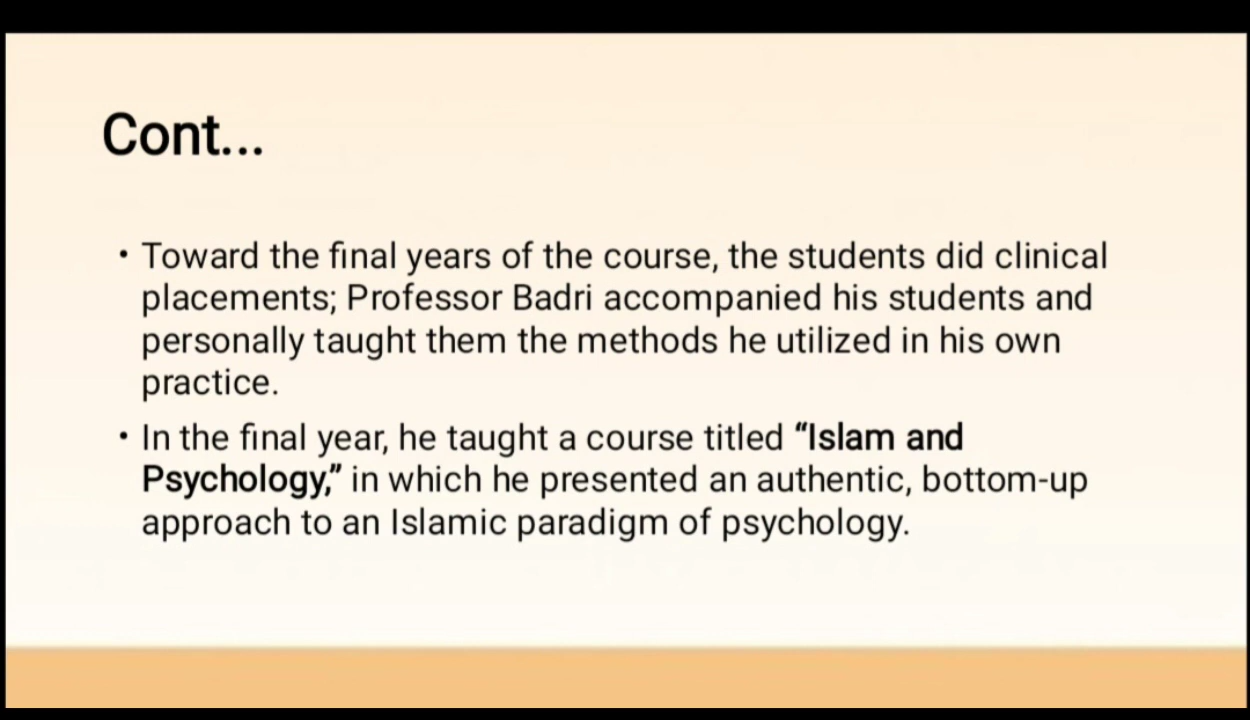 Cont...
• Toward the final years of the course, the students did clinical
placements; Professor Badri accompanied his students and
personally taught them the methods he utilized in his own
practice.
• In the final year, he taught a course titled “Islam and
Psychology,” in which he presented an authentic, bottom-up
approach to an Islamic paradigm of psychology.